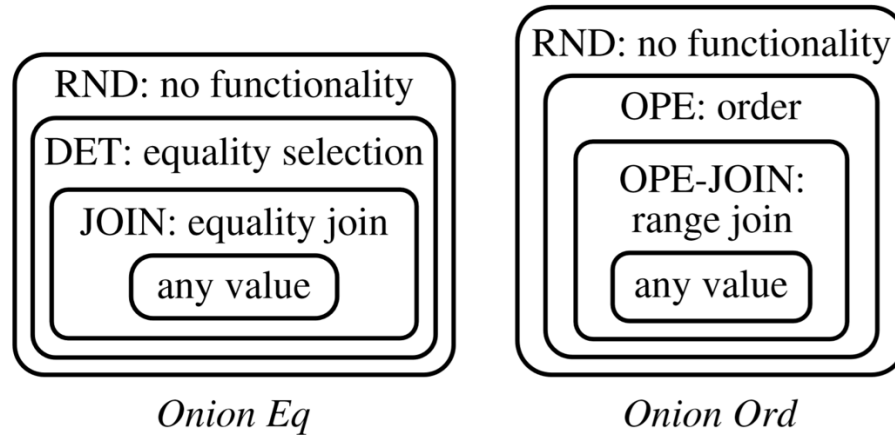 RND: no functionality
DET: equality selection
JOIN: equality join
any value
Onion Eq
RND: no functionality
OPE: order
OPE-JOIN:
range join
any value
Onion Ord